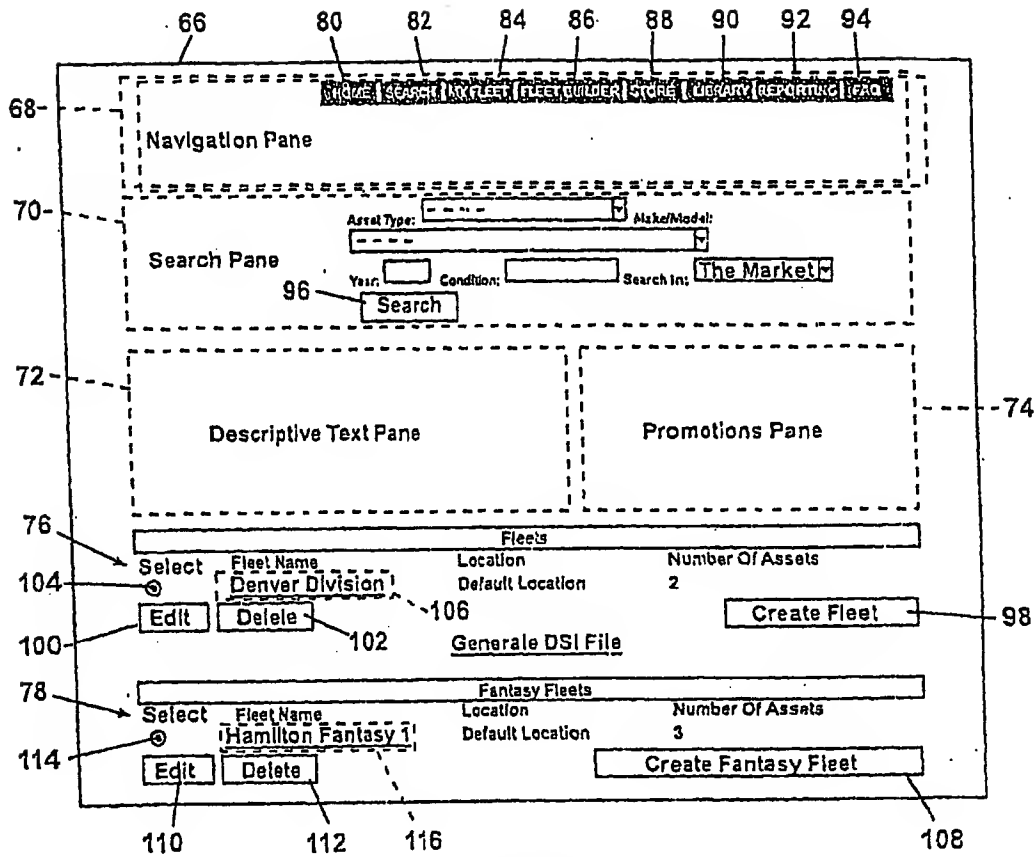 80 82 84 86 88 90 92 94
66
HOME SEARCH MY FLEET FLEET BUILDER STORE LIBRARY REPORTING FAQ
68
Navigation Pane
70
Asset Type: Make/Model:
Search Pane
Year: Condition: Search In: The Market
96 Search
72
74
Descriptive Text Pane Promotions Pane
76
Fleets
Select Fleet Name Location Number Of Assets
104 Denver Division Default Location 2
106
100 Edit Delete 102 Create Fleet 98
Generate DSI File
78
Fantasy Fleets
Select Fleet Name Location Number Of Assets
114 Hamilton Fantasy 1 Default Location 3
Edit Delete Create Fantasy Fleet
110 112 116 108